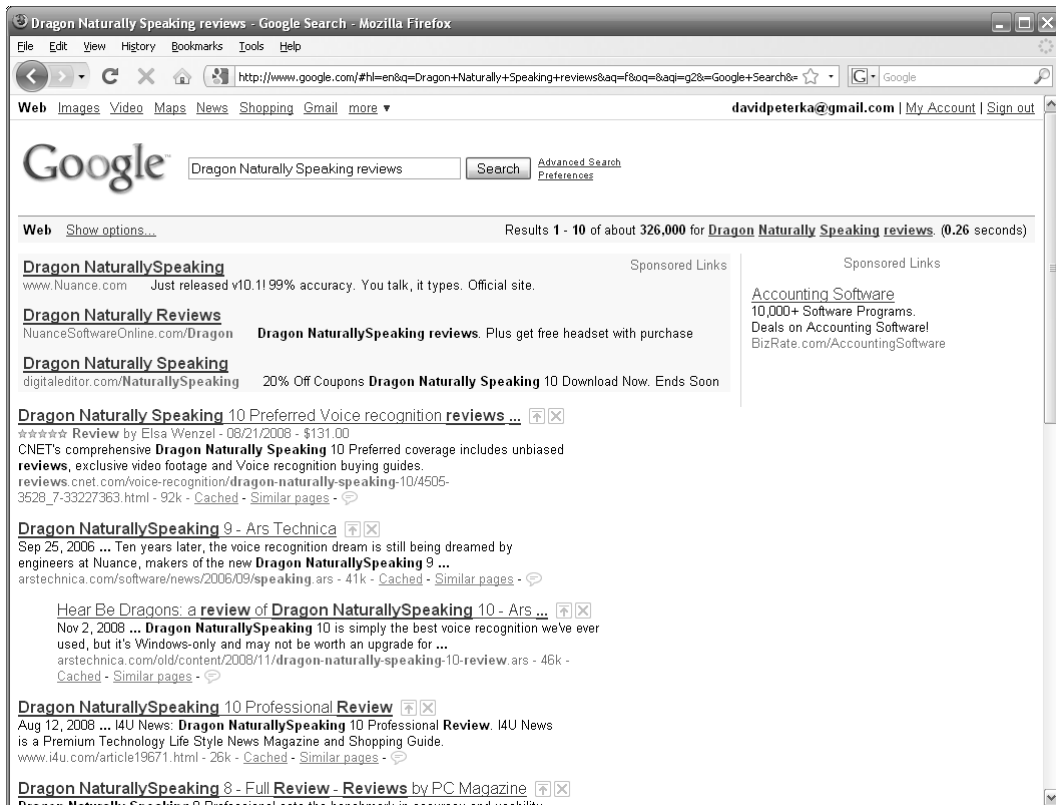 Dragon Naturally Speaking reviews - Google Search - Mozilla Firefox
File Edit View History Bookmarks Tools Help
http://www.google.com/#hl=en&q=Dragon+Naturally+Speaking+reviews&aq=f&oq=&aqi=g2&=Google+Search&= G Google
Web Images Video Maps News Shopping Gmail more ▼ davidpeterka@gmail.com | My Account | Sign out
Google™ Dragon Naturally Speaking reviews Search Advanced Search
Preferences
Web Show options... Results 1 - 10 of about 326,000 for Dragon Naturally Speaking reviews. (0.26 seconds)
Dragon NaturallySpeaking Sponsored Links
www.Nuance.com Just released v10.1! 99% accuracy. You talk, it types. Official site.
Dragon Naturally Reviews
NuanceSoftwareOnline.com/Dragon Dragon NaturallySpeaking reviews. Plus get free headset with purchase
Dragon Naturally Speaking
digitaleditor.com/NaturallySpeaking 20% Off Coupons Dragon Naturally Speaking 10 Download Now. Ends Soon
Sponsored Links
Accounting Software
10,000+ Software Programs.
Deals on Accounting Software!
BizRate.com/AccountingSoftware
Dragon Naturally Speaking 10 Preferred Voice recognition reviews ...
☆☆☆☆☆ Review by Elsa Wenzel - 08/21/2008 - $131.00
CNET's comprehensive Dragon Naturally Speaking 10 Preferred coverage includes unbiased
reviews, exclusive video footage and Voice recognition buying guides.
reviews.cnet.com/voice-recognition/dragon-naturally-speaking-10/4505-
3528_7-33227363.html - 92k - Cached - Similar pages -
Dragon NaturallySpeaking 9 - Ars Technica
Sep 25, 2006 ... Ten years later, the voice recognition dream is still being dreamed by
engineers at Nuance, makers of the new Dragon NaturallySpeaking 9 ...
arstechnica.com/software/news/2006/09/speaking.ars - 41k - Cached - Similar pages -
Hear Be Dragons: a review of Dragon NaturallySpeaking 10 - Ars ...
Nov 2, 2008 ... Dragon NaturallySpeaking 10 is simply the best voice recognition we've ever
used, but it's Windows-only and may not be worth an upgrade for ...
arstechnica.com/old/content/2008/11/dragon-naturally-speaking-10-review.ars - 46k -
Cached - Similar pages -
Dragon NaturallySpeaking 10 Professional Review
Aug 12, 2008 ... I4U News: Dragon NaturallySpeaking 10 Professional Review. I4U News
is a Premium Technology Life Style News Magazine and Shopping Guide.
www.i4u.com/article19671.html - 26k - Cached - Similar pages -
Dragon NaturallySpeaking 8 - Full Review - Reviews by PC Magazine